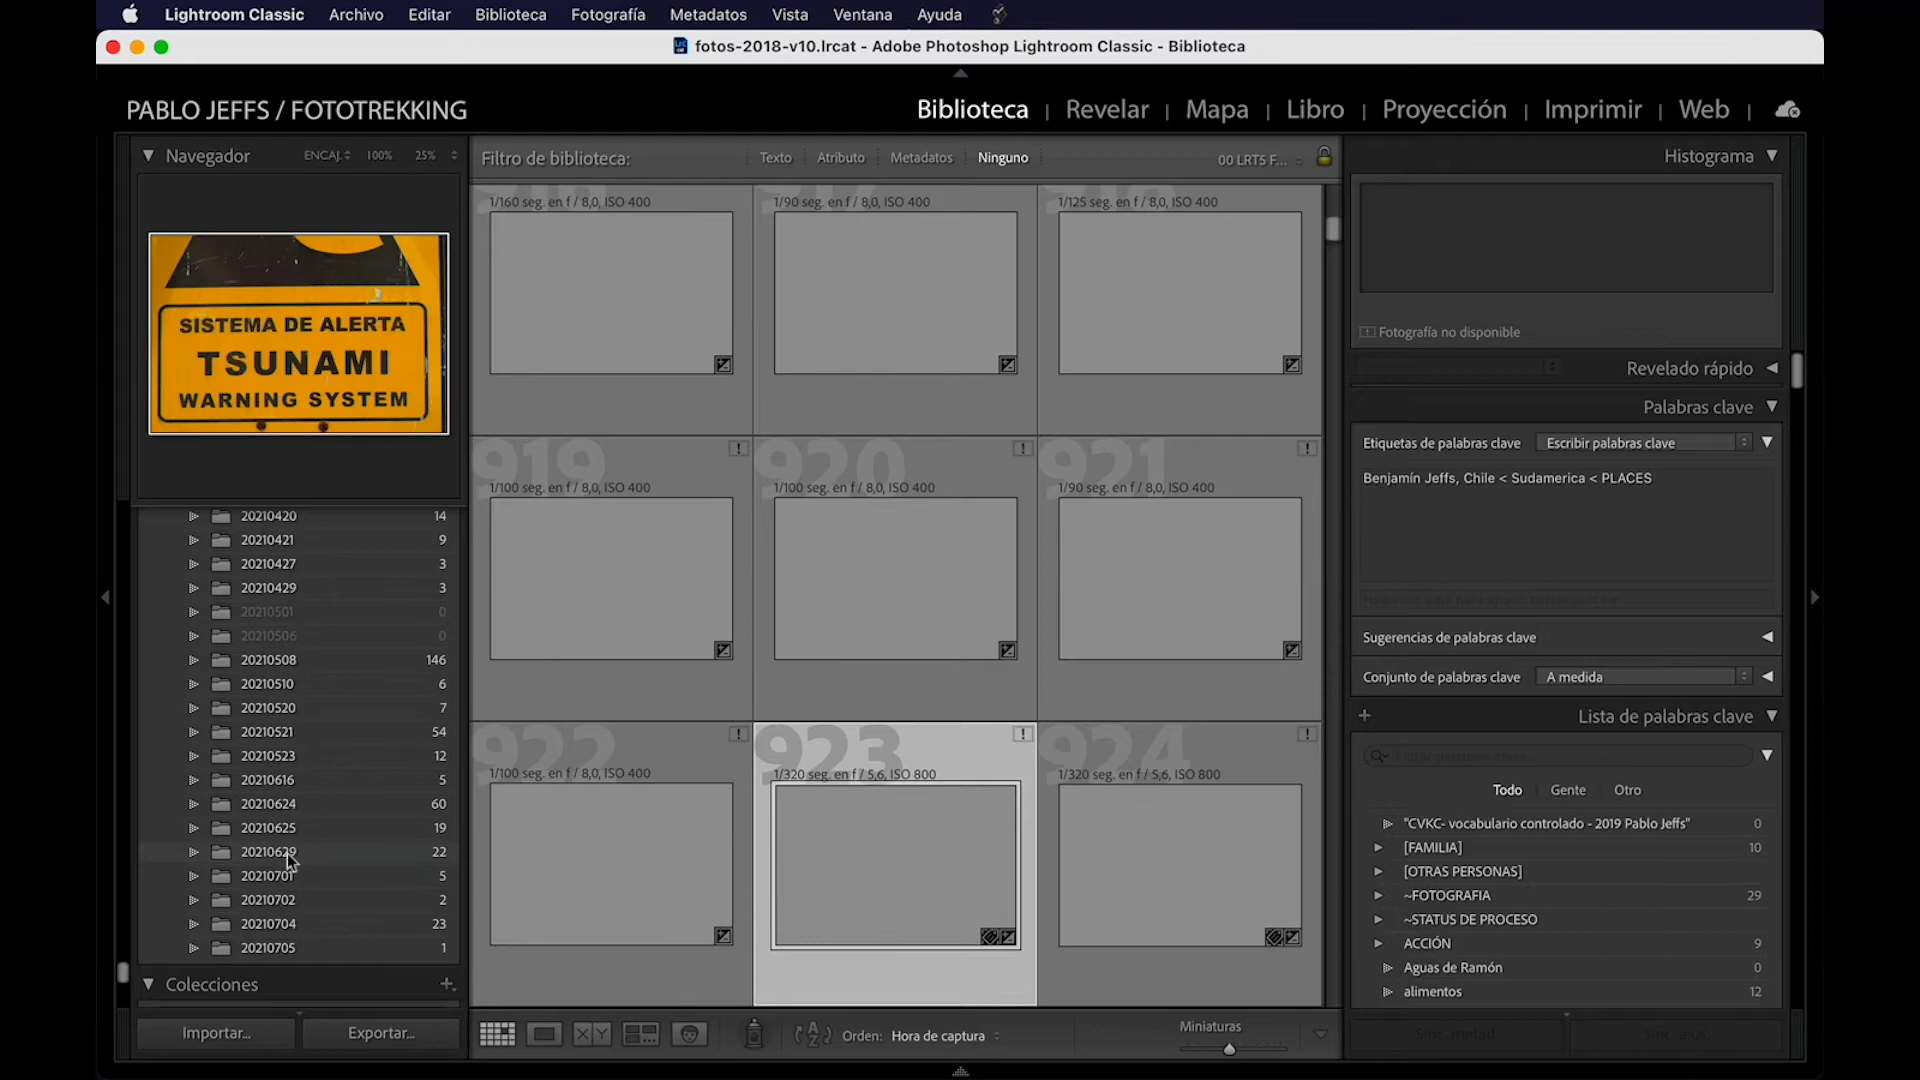 Lightroom Classic Archivo Editar Biblioteca Fotografía Metadatos Vista Ventana Ayuda
fotos-2018-v10.lrcat - Adobe Photoshop Lightroom Classic - Biblioteca
PABLO JEFFS / FOTOTREKKING
Biblioteca | Revelar | Mapa | Libro | Proyección | Imprimir | Web |
Navegador ENCAJ. 100% 25%
SISTEMA DE ALERTA
TSUNAMI
WARNING SYSTEM
20210420 14
20210421 9
20210427 3
20210429 3
20210501 0
20210506 0
20210508 146
20210510 6
20210520 7
20210521 54
20210523 12
20210616 5
20210624 60
20210625 19
20210629 22
20210701 5
20210702 2
20210704 23
20210705 1
Colecciones
Importar... Exportar...
Filtro de biblioteca: Texto Atributo Metadatos Ninguno 00 LRT5 F...
1/160 seg. en f / 8,0, ISO 400
1/90 seg. en f / 8,0, ISO 400
1/125 seg. en f / 8,0, ISO 400
919
1/100 seg. en f / 8,0, ISO 400
920
1/100 seg. en f / 8,0, ISO 400
921
1/90 seg. en f / 8,0, ISO 400
922
1/100 seg. en f / 8,0, ISO 400
923
1/320 seg. en f / 5,6, ISO 800
924
1/320 seg. en f / 5,6, ISO 800
Orden: Hora de captura
Miniaturas
Histograma
Fotografía no disponible
Revelado rápido
Palabras clave
Etiquetas de palabras clave Escribir palabras clave
Benjamín Jeffs, Chile < Sudamerica < PLACES
Sugerencias de palabras clave
Conjunto de palabras clave A medida
Lista de palabras clave
Todo Gente Otro
"CVKC- vocabulario controlado - 2019 Pablo Jeffs" 0
[FAMILIA] 10
[OTRAS PERSONAS]
~FOTOGRAFIA 29
~STATUS DE PROCESO
ACCIÓN 9
Aguas de Ramón 0
alimentos 12